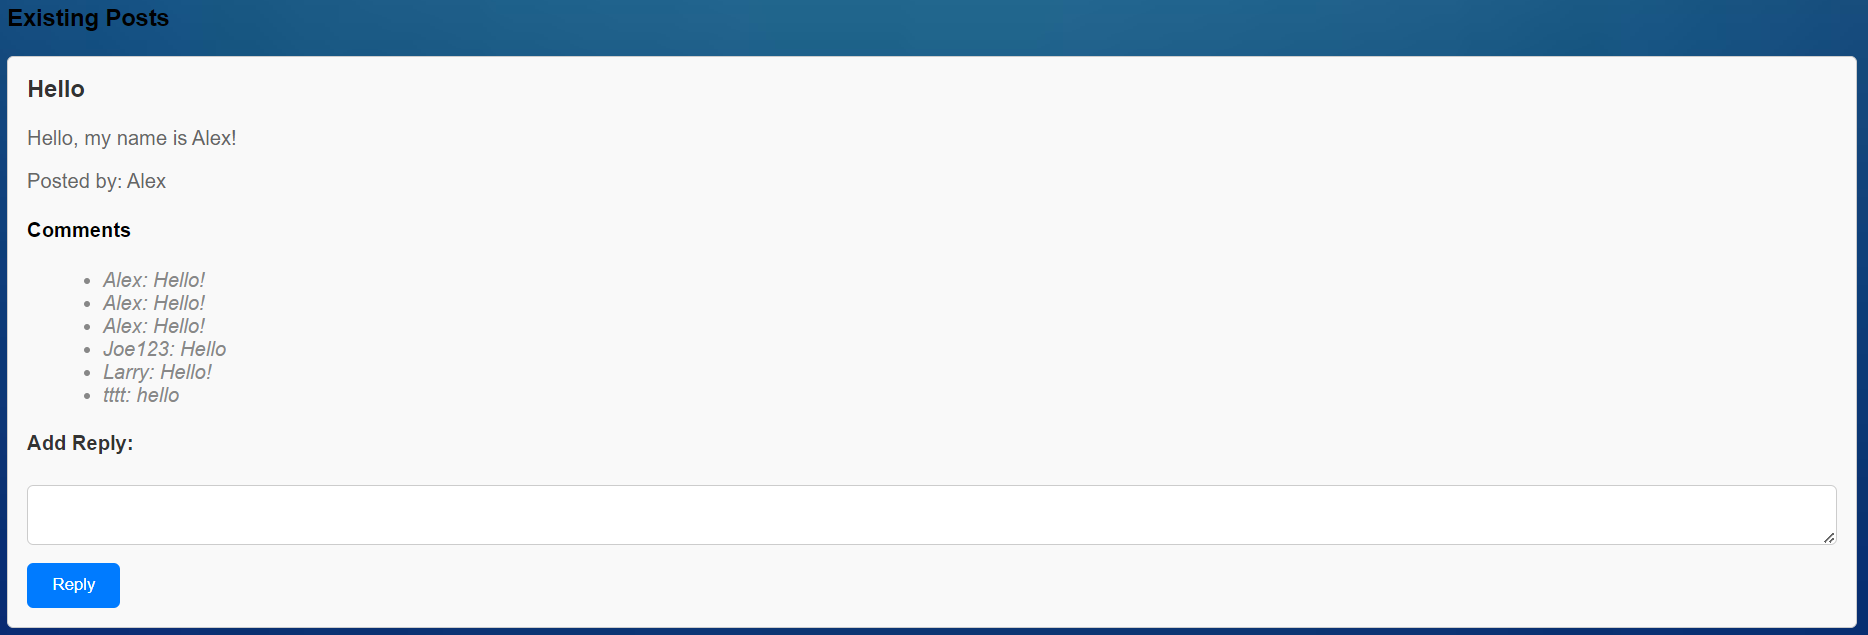 Existing Posts
Hello
Hello, my name is Alex!
Posted by: Alex
Comments
Alex: Hello!
Alex: Hello!
Alex: Hello!
Joe123: Hello
Larry: Hello!
tttt: hello
Add Reply:
Reply